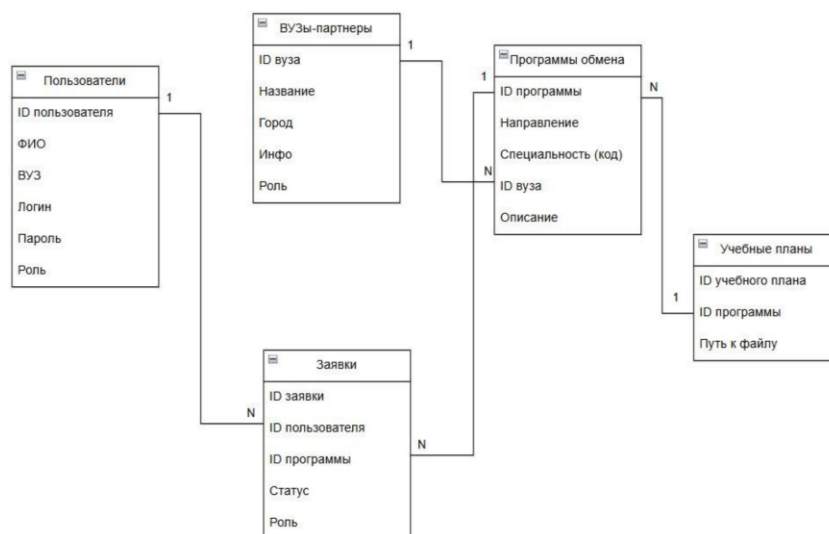 Пользователи
ID пользователя
ФИО
ВУЗ
Логин
Пароль
Роль
1
ВУЗы-партнеры
ID вуза
Название
Город
Инфо
Роль
1
N
Программы обмена
ID программы
Направление
Специальность (код)
ID вуза
Описание
1
N
Учебные планы
ID учебного плана
ID программы
Путь к файлу
1
Заявки
ID заявки
ID пользователя
ID программы
Статус
Роль
N
N